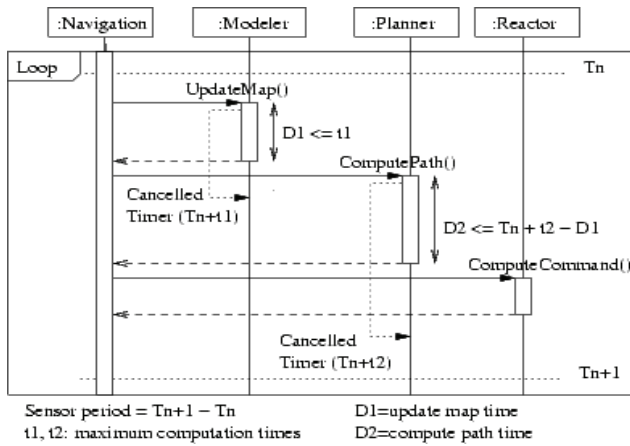 :Navigation :Modeler :Planner :Reactor
Loop
Tn
UpdateMap()
D1 <= t1
ComputePath()
Cancelled
Timer (Tn+t1)
D2 <= Tn + t2 − D1
ComputeCommand()
Cancelled
Timer (Tn+t2)
Tn+1
Sensor period = Tn+1 − Tn
D1=update map time
t1, t2: maximum computation times
D2=compute path time